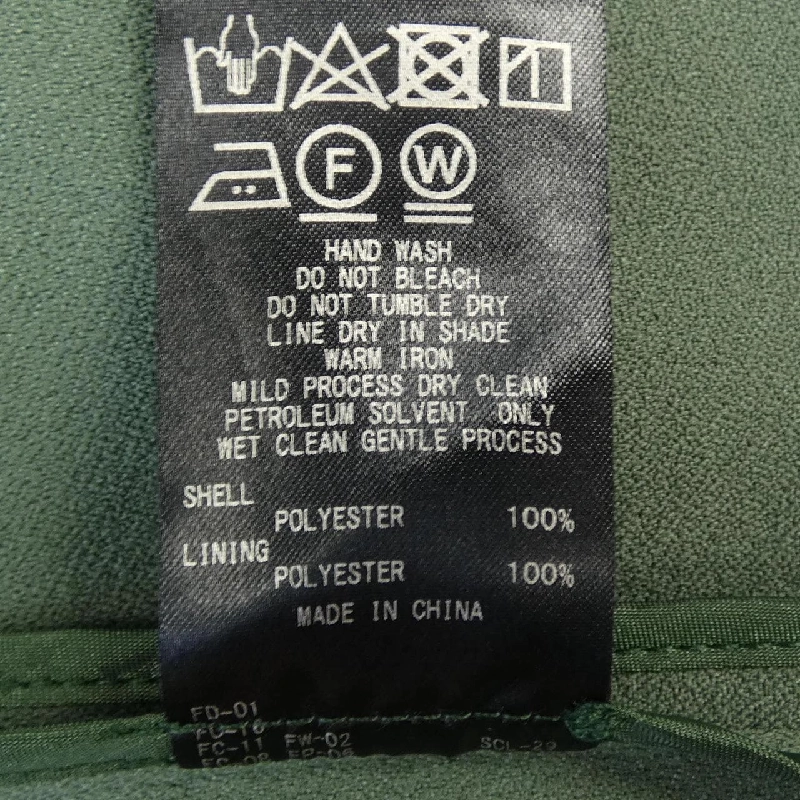 F W
HAND WASH
DO NOT BLEACH
DO NOT TUMBLE DRY
LINE DRY IN SHADE
WARM IRON
MILD PROCESS DRY CLEAN
PETROLEUM SOLVENT ONLY
WET CLEAN GENTLE PROCESS
SHELL
POLYESTER 100%
LINING
POLYESTER 100%
MADE IN CHINA
FD-01
FC-11 FW-02 SCL-29